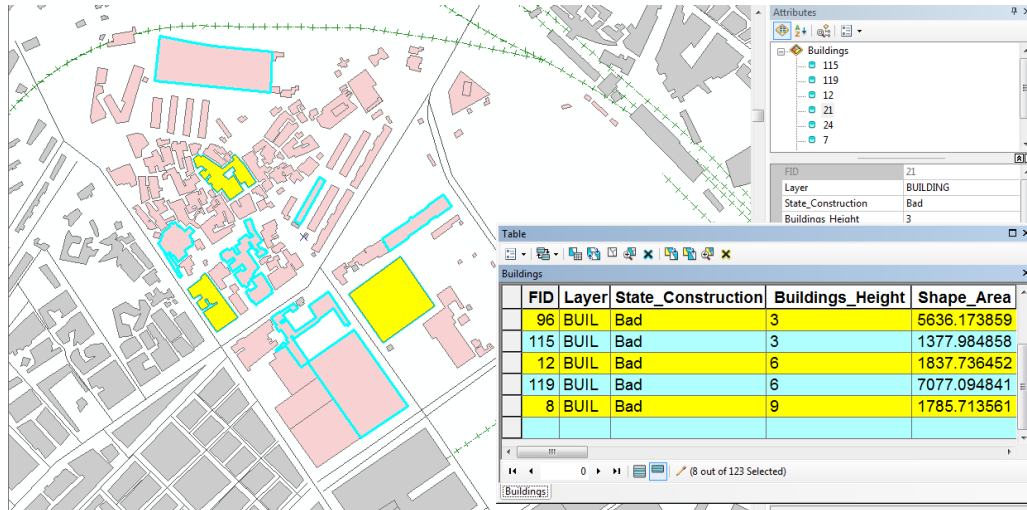 Attributes
Buildings
115
119
12
21
24
7
FID 21
Layer BUILDING
State_Construction Bad
Buildings_Height 3
Table
Buildings
FID Layer State_Construction Buildings_Height Shape_Area
96 BUIL Bad 3 5636.173859
115 BUIL Bad 3 1377.984858
12 BUIL Bad 6 1837.736452
119 BUIL Bad 6 7077.094841
8 BUIL Bad 9 1785.713561
0 (8 out of 123 Selected)
Buildings